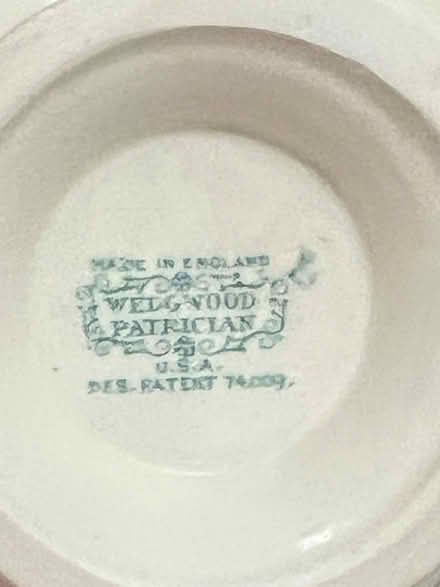 MADE IN ENGLAND
WEDGWOOD
PATRICIAN
U.S.A.
DES. PATENT 74,009.